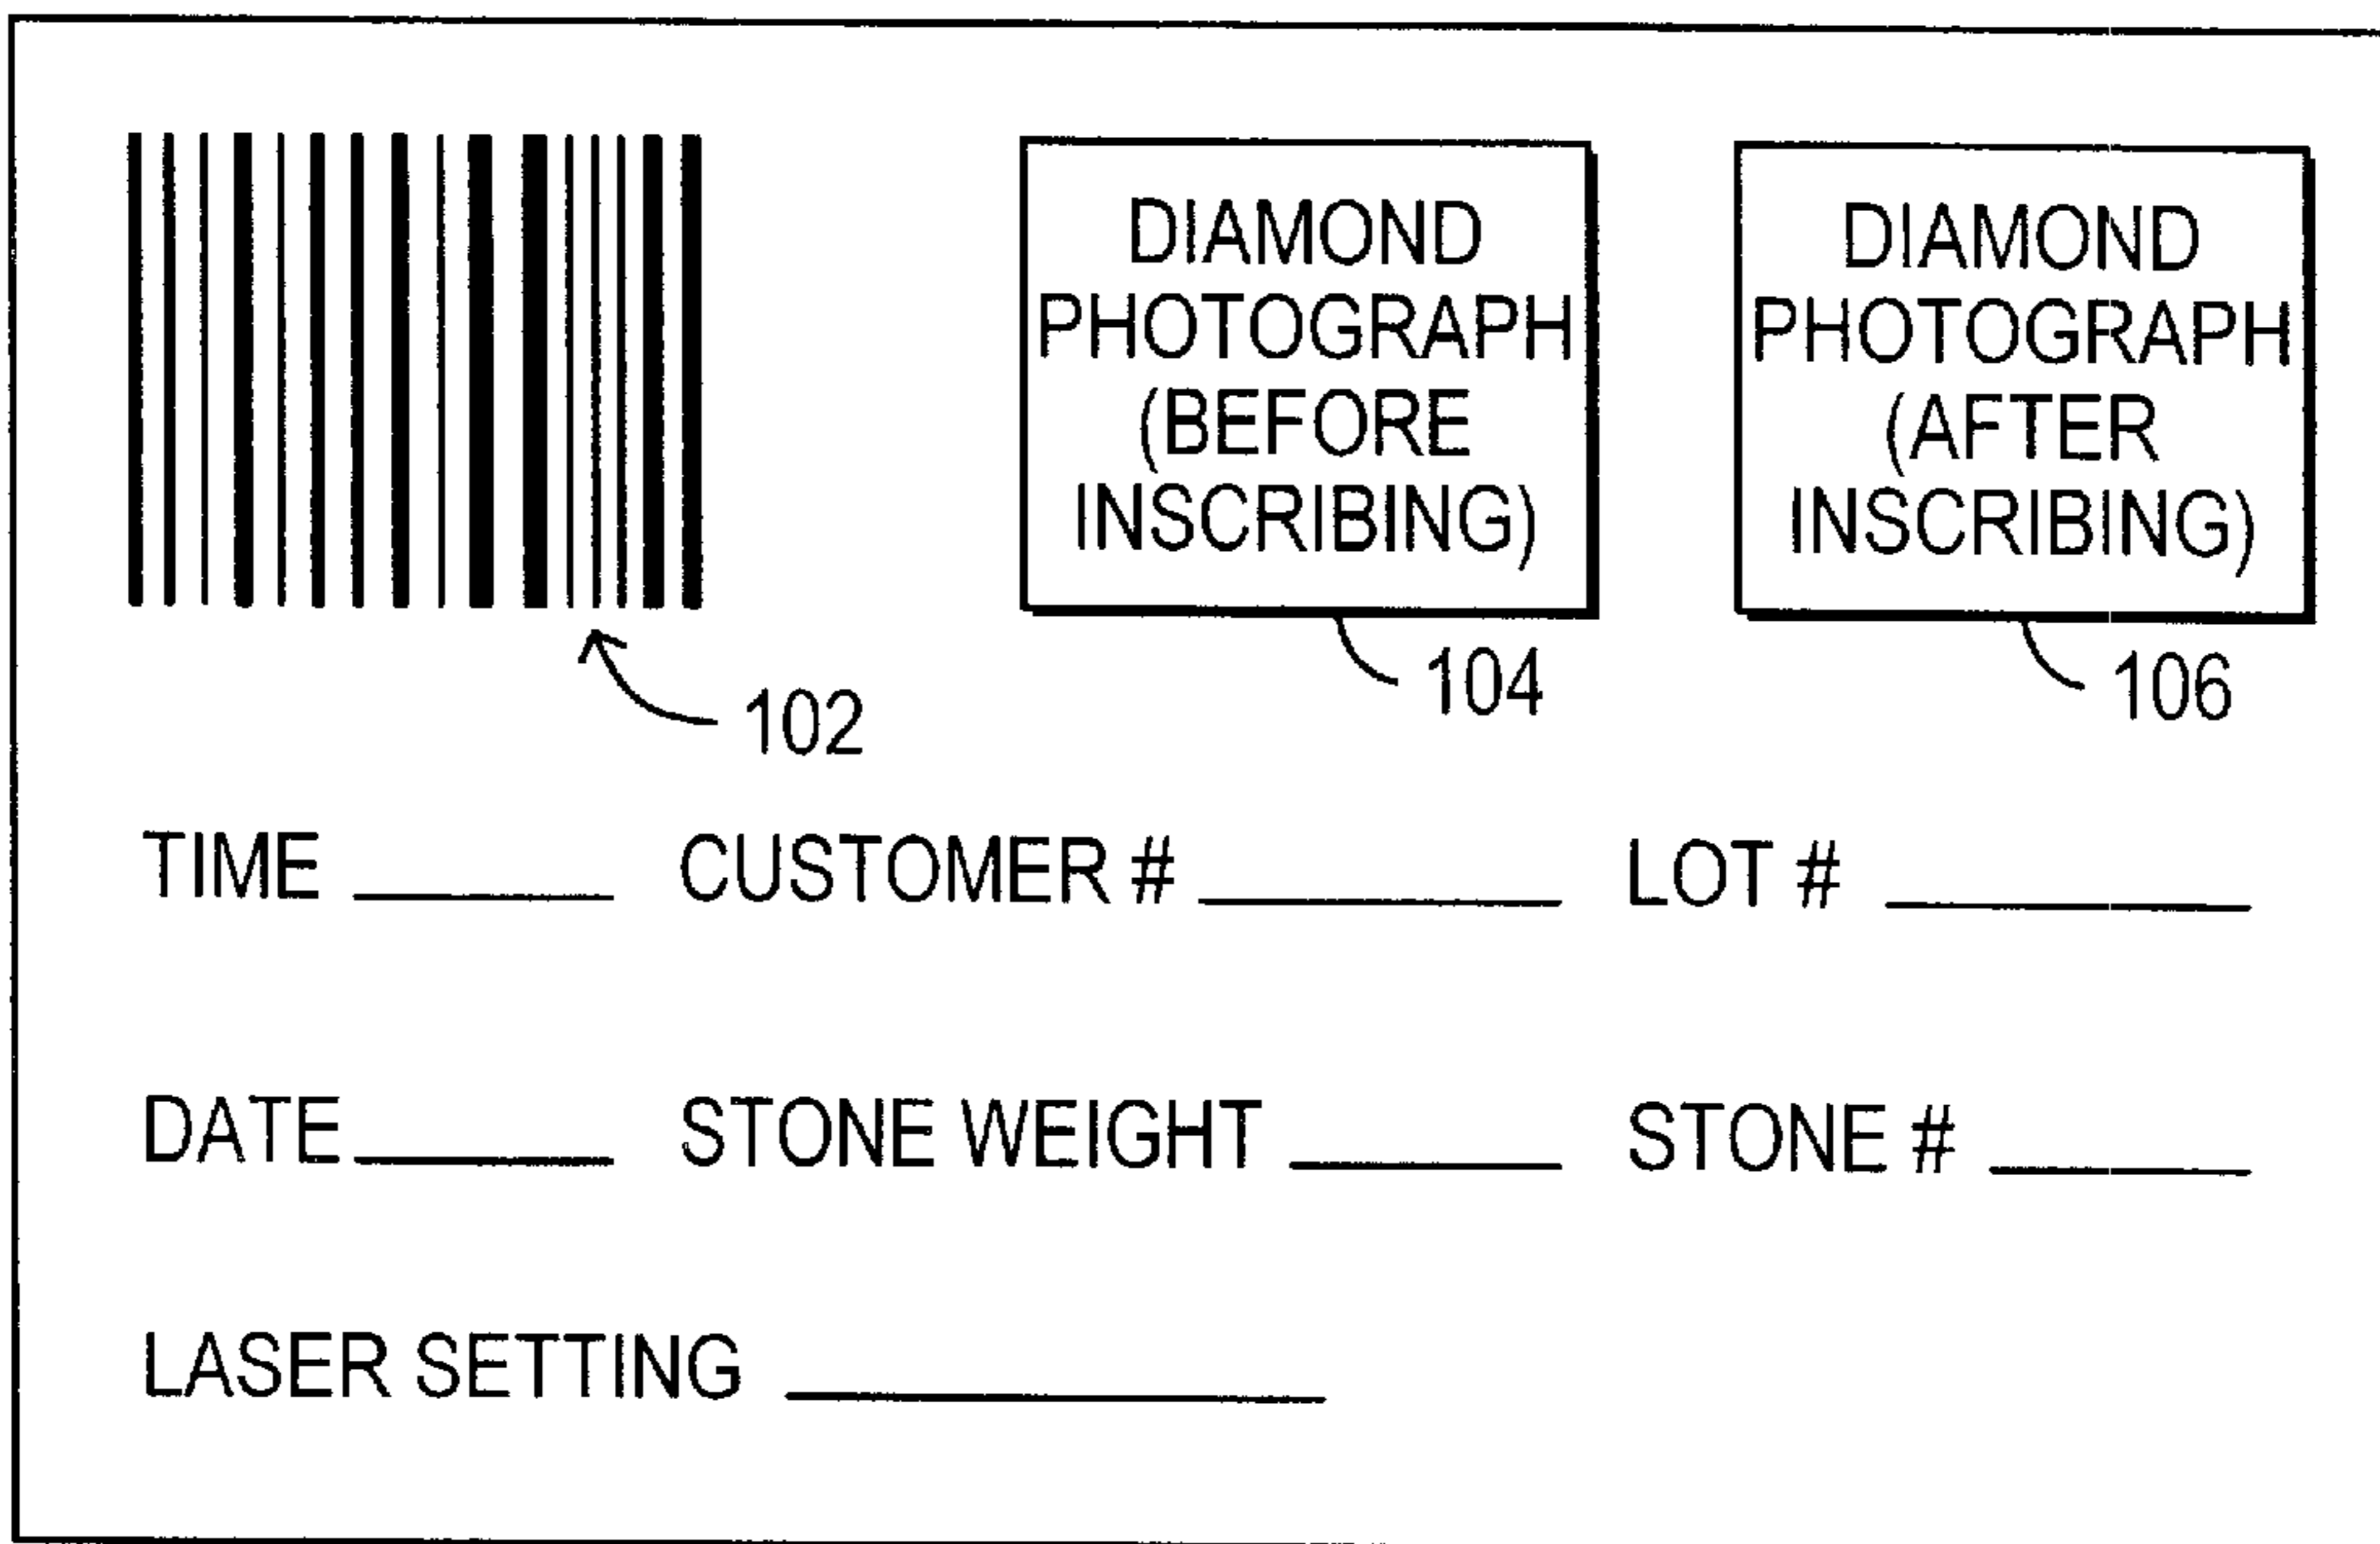 DIAMOND
PHOTOGRAPH
(BEFORE
INSCRIBING)
DIAMOND
PHOTOGRAPH
(AFTER
INSCRIBING)
102
104
106
TIME ______ CUSTOMER # ________ LOT # ________
DATE ______ STONE WEIGHT ______ STONE # ______
LASER SETTING ____________